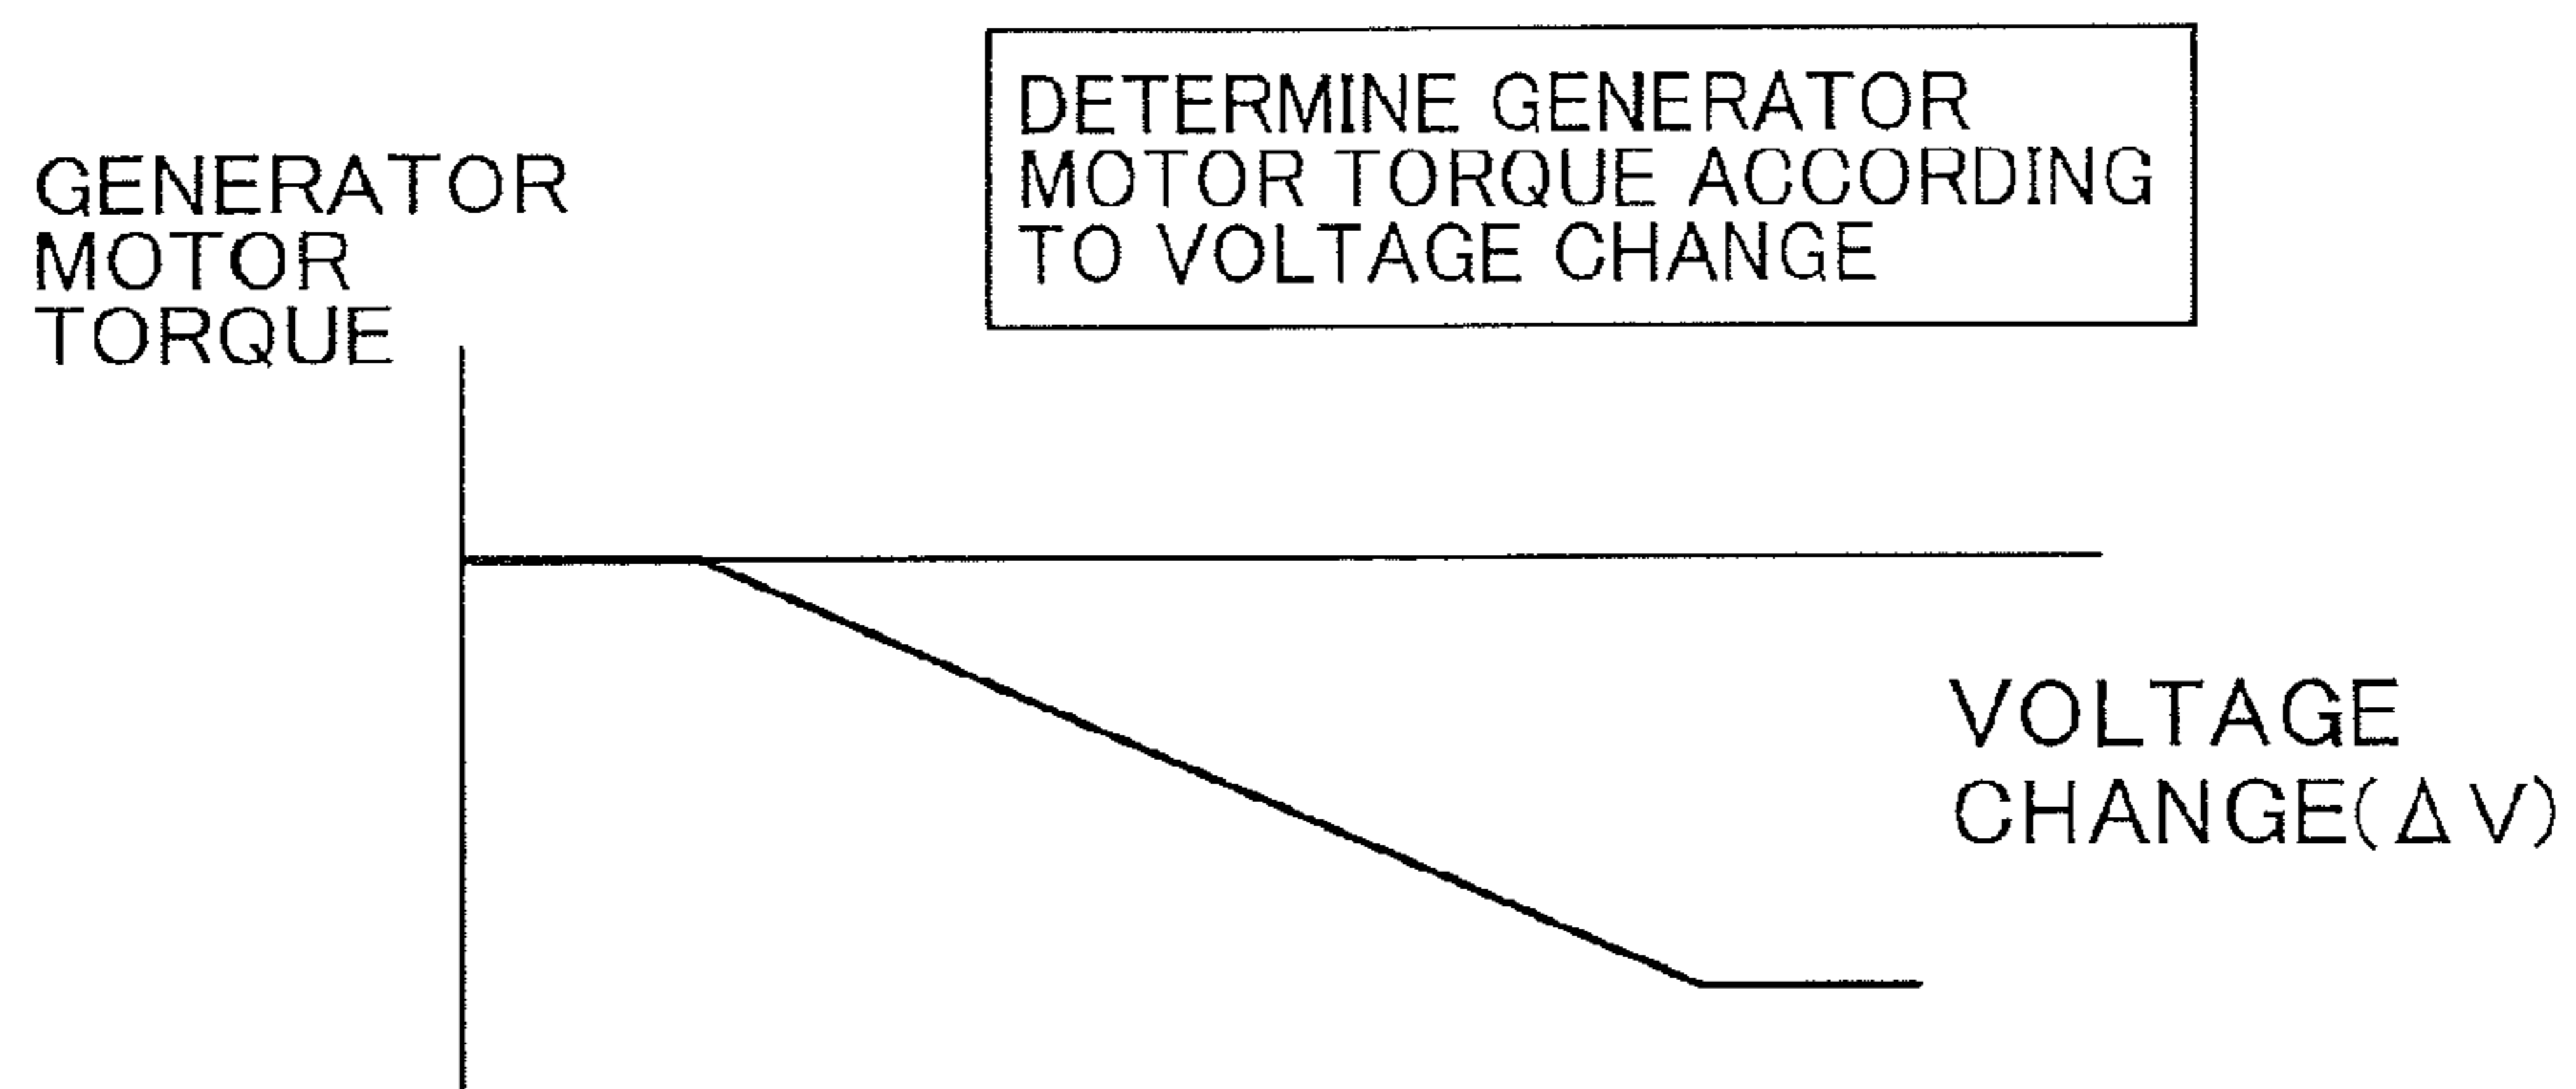 DETERMINE GENERATOR
MOTOR TORQUE ACCORDING
TO VOLTAGE CHANGE
GENERATOR
MOTOR
TORQUE
VOLTAGE
CHANGE(ΔV)